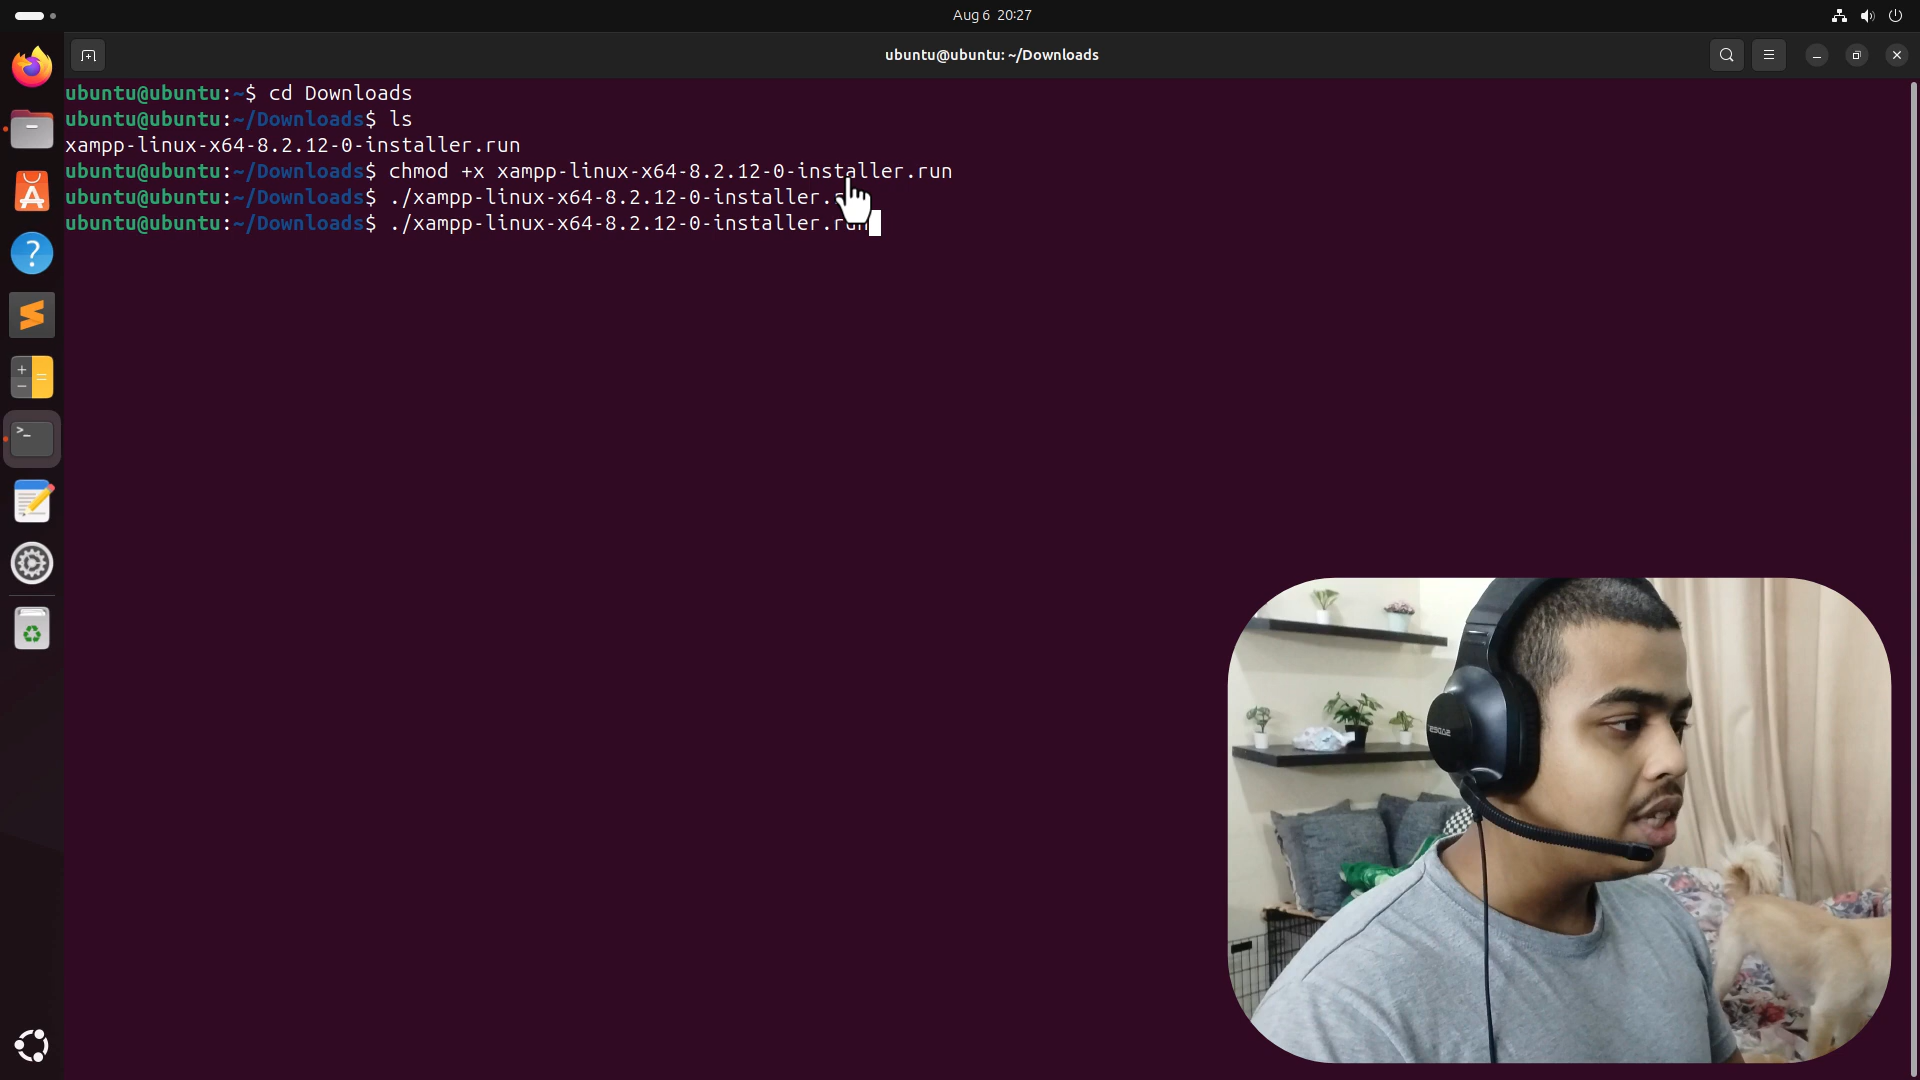 Aug 6 20:27
ubuntu@ubuntu: ~/Downloads
ubuntu@ubuntu:~$ cd Downloads
ubuntu@ubuntu:~/Downloads$ ls
xampp-linux-x64-8.2.12-0-installer.run
ubuntu@ubuntu:~/Downloads$ chmod +x xampp-linux-x64-8.2.12-0-installer.run
ubuntu@ubuntu:~/Downloads$ ./xampp-linux-x64-8.2.12-0-installer.
ubuntu@ubuntu:~/Downloads$ ./xampp-linux-x64-8.2.12-0-installer.run